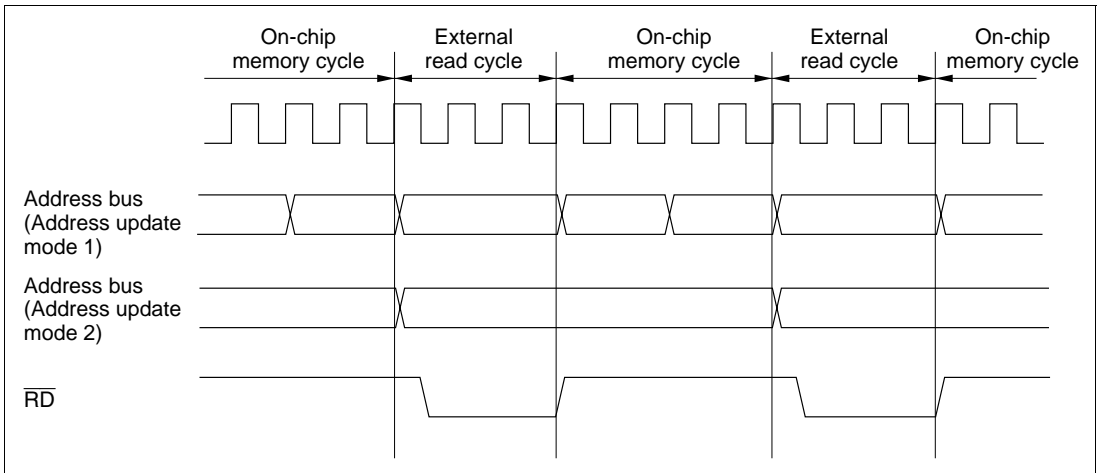 On-chip
memory cycle
External
read cycle
On-chip
memory cycle
External
read cycle
On-chip
memory cycle
Address bus
(Address update
mode 1)
Address bus
(Address update
mode 2)
RD